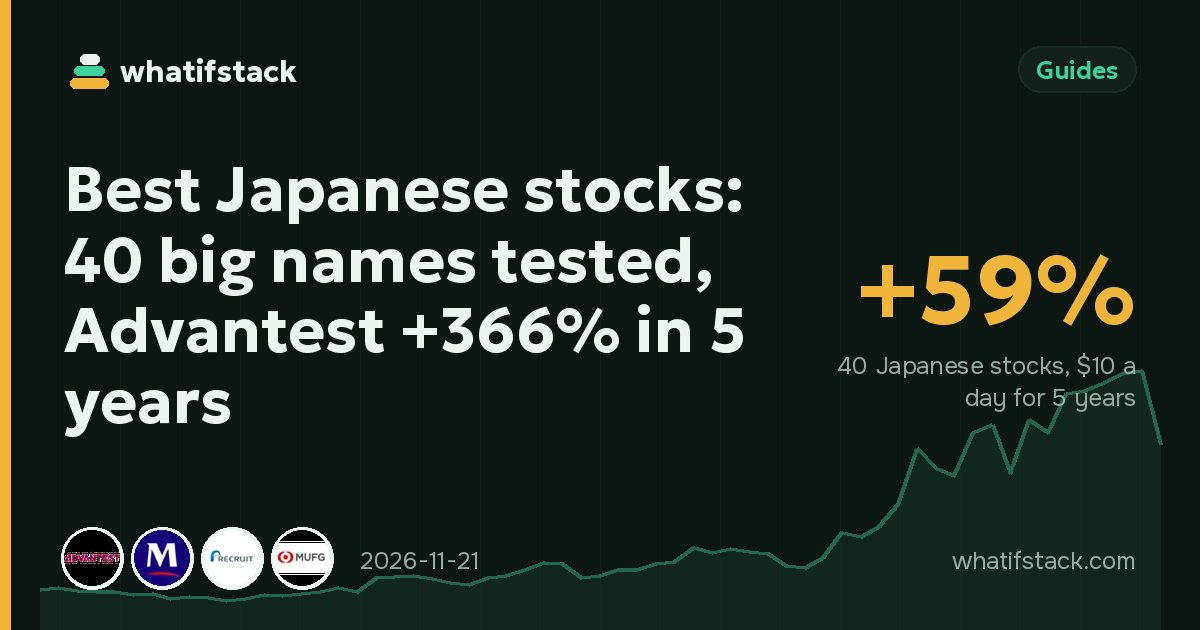 whatifstack
Guides
Best Japanese stocks:
40 big names tested,
Advantest +366% in 5
years
+59%
40 Japanese stocks, $10 a
day for 5 years
ADVANTEST
M
RECRUIT
MUFG
2026-11-21
whatifstack.com